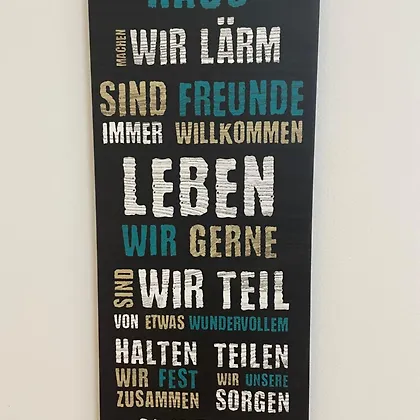 MACHEN WIR LÄRM
SIND FREUNDE
IMMER WILLKOMMEN
LEBEN
WIR GERNE
SIND WIR TEIL
VON ETWAS WUNDERVOLLEM
HALTEN TEILEN
WIR FEST WIR UNSERE
ZUSAMMEN SORGEN